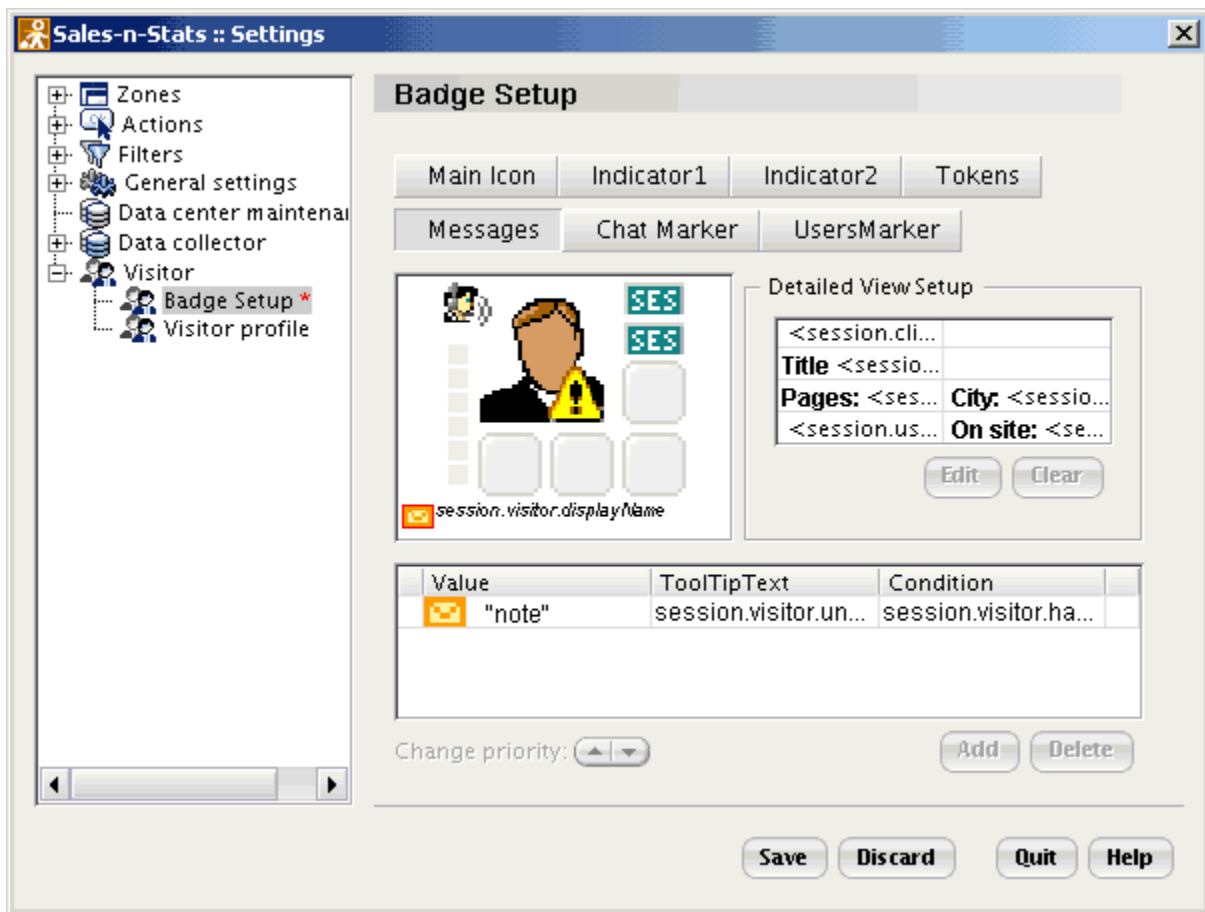 Sales-n-Stats :: Settings
Zones
Actions
Filters
General settings
Data center maintenar
Data collector
Visitor
Badge Setup *
Visitor profile
Badge Setup
Main Icon Indicator1 Indicator2 Tokens
Messages Chat Marker UsersMarker
SES
SES
session.visitor.displayName
Detailed View Setup
<session.cli...
Title <sessio...
Pages: <ses... City: <sessio...
<session.us... On site: <se...
Edit Clear
Value ToolTipText Condition
"note" session.visitor.un... session.visitor.ha...
Change priority: Add Delete
Save Discard Quit Help